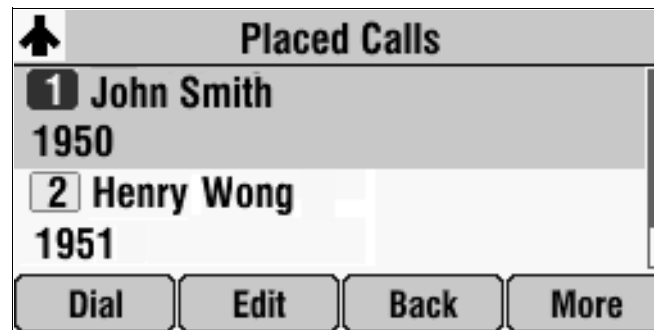 Placed Calls
1 John Smith
1950
2 Henry Wong
1951
Dial Edit Back More